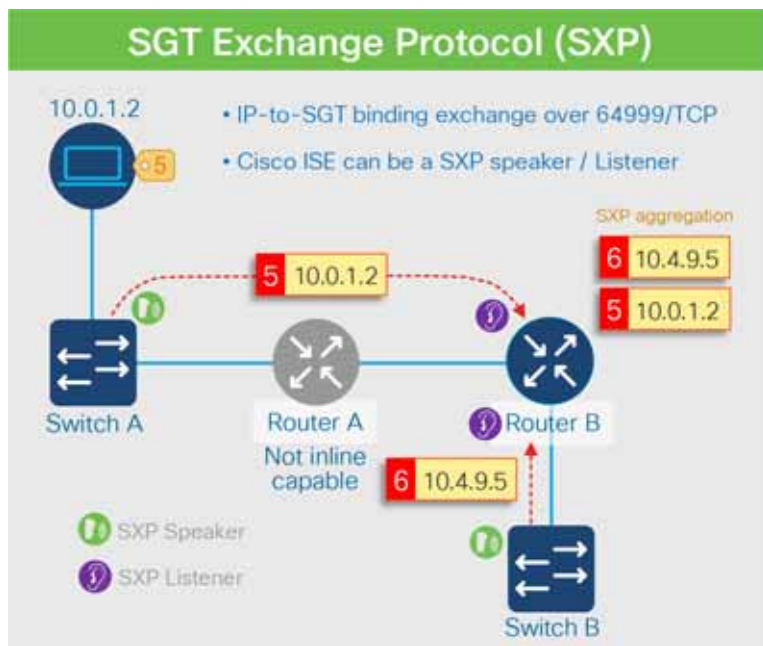 SGT Exchange Protocol (SXP)
10.0.1.2
• IP-to-SGT binding exchange over 64999/TCP
5
• Cisco ISE can be a SXP speaker / Listener
SXP aggregation
6 10.4.9.5
5 10.0.1.2
5 10.0.1.2
Switch A
Router A
Not inline
capable
Router B
6 10.4.9.5
SXP Speaker
SXP Listener
Switch B